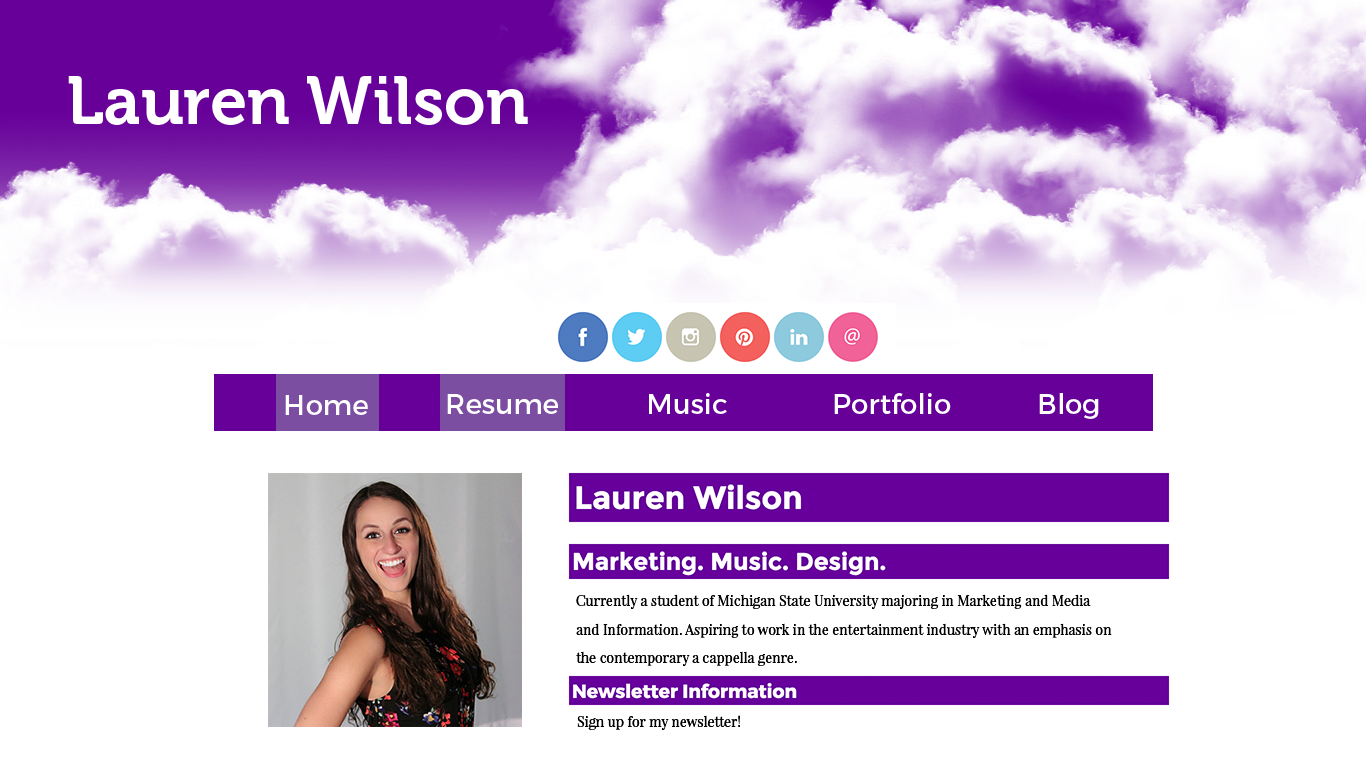 Lauren Wilson
Home Resume Music Portfolio Blog
Lauren Wilson
Marketing. Music. Design.
Currently a student of Michigan State University majoring in Marketing and Media
and Information. Aspiring to work in the entertainment industry with an emphasis on
the contemporary a cappella genre.
Newsletter Information
Sign up for my newsletter!